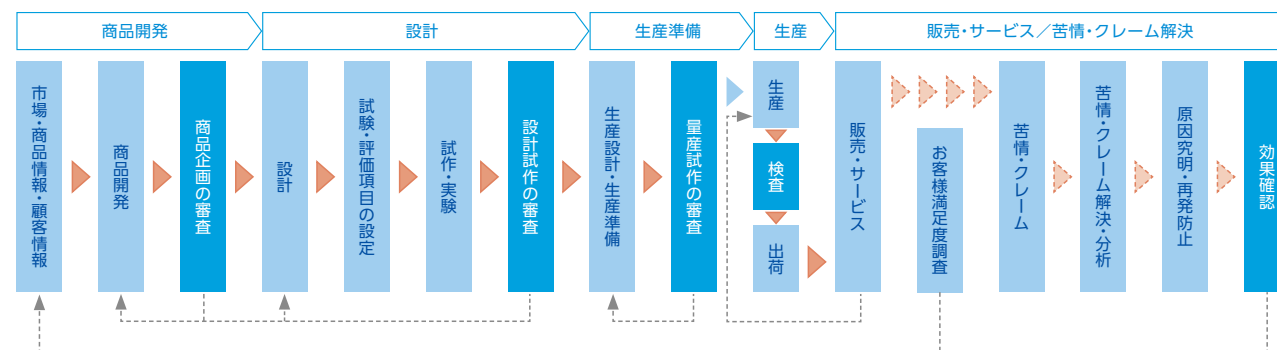 商品開発
設計
生産準備
生産
販売・サービス／苦情・クレーム解決
市場・商品情報・顧客情報
商品開発
商品企画の審査
設計
試験・評価項目の設定
試作・実験
設計試作の審査
生産設計・生産準備
量産試作の審査
生産
検査
出荷
販売・サービス
お客様満足度調査
苦情・クレーム
苦情・クレーム解決・分析
原因究明・再発防止
効果確認